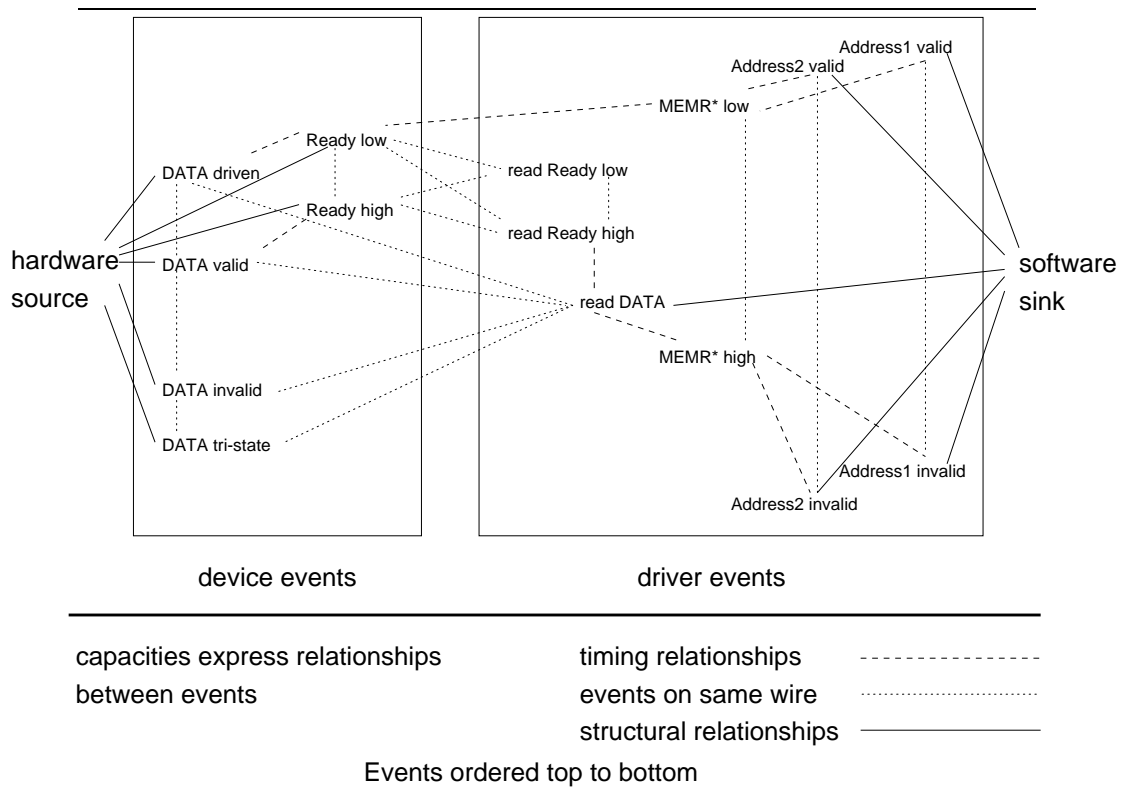 Address1 valid
Address2 valid
MEMR* low
Ready low
DATA driven
read Ready low
Ready high
read Ready high
hardware
source
DATA valid
software
sink
read DATA
MEMR* high
DATA invalid
DATA tri-state
Address1 invalid
Address2 invalid
device events
driver events
capacities express relationships
between events
timing relationships
events on same wire
structural relationships
Events ordered top to bottom